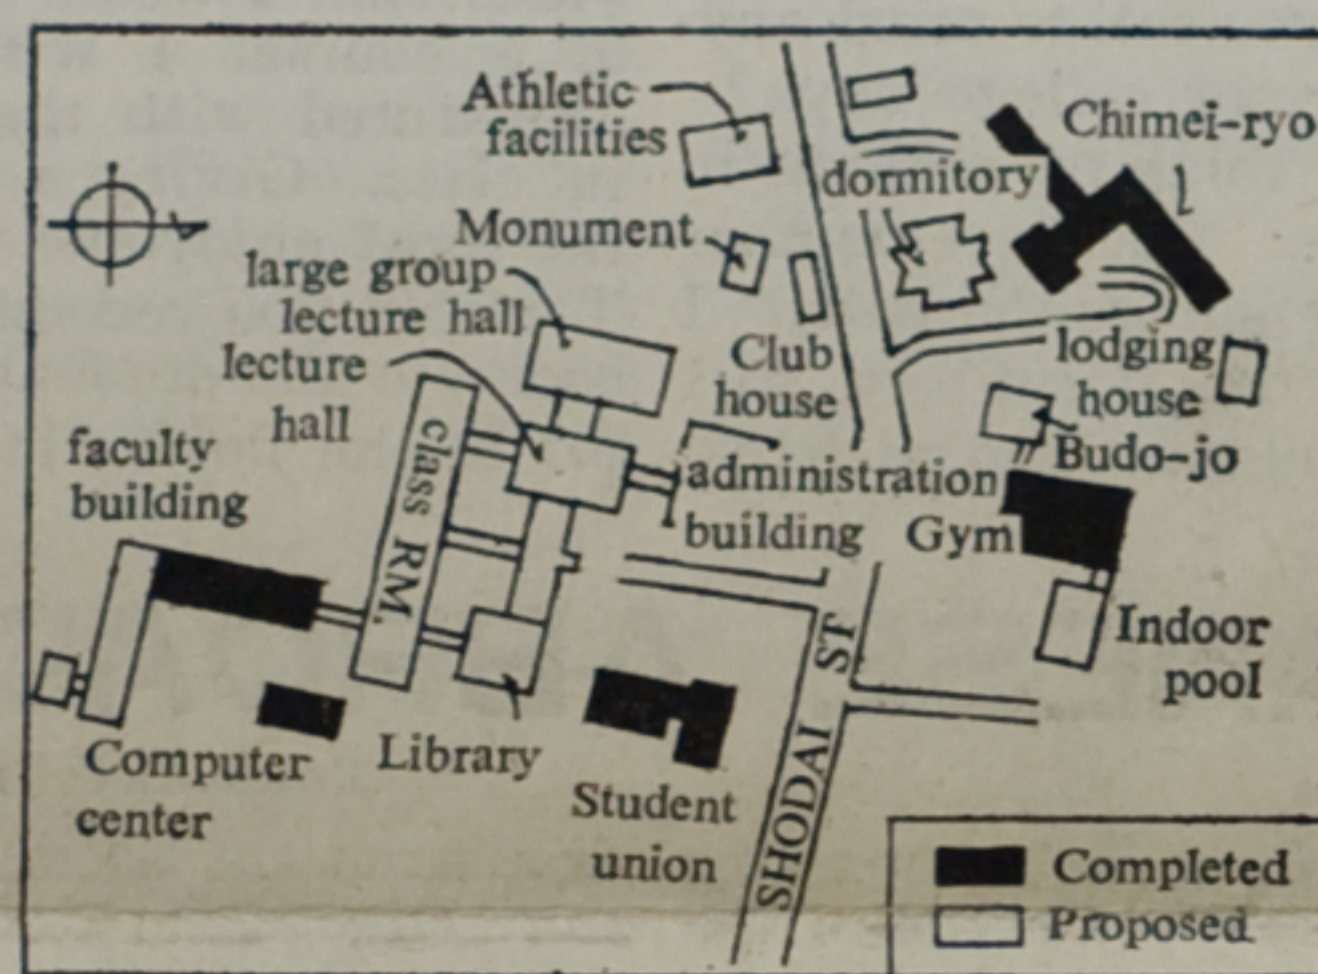 Athletic
facilities
Chimei-ryo
dormitory
Monument
large group
lecture hall
lecture
hall
Club
house
lodging
house
Budo-jo
faculty
building
class RM.
administration
building
Gym
Indoor
pool
Computer
center
Library
Student
union
SHODAI ST
Completed
Proposed